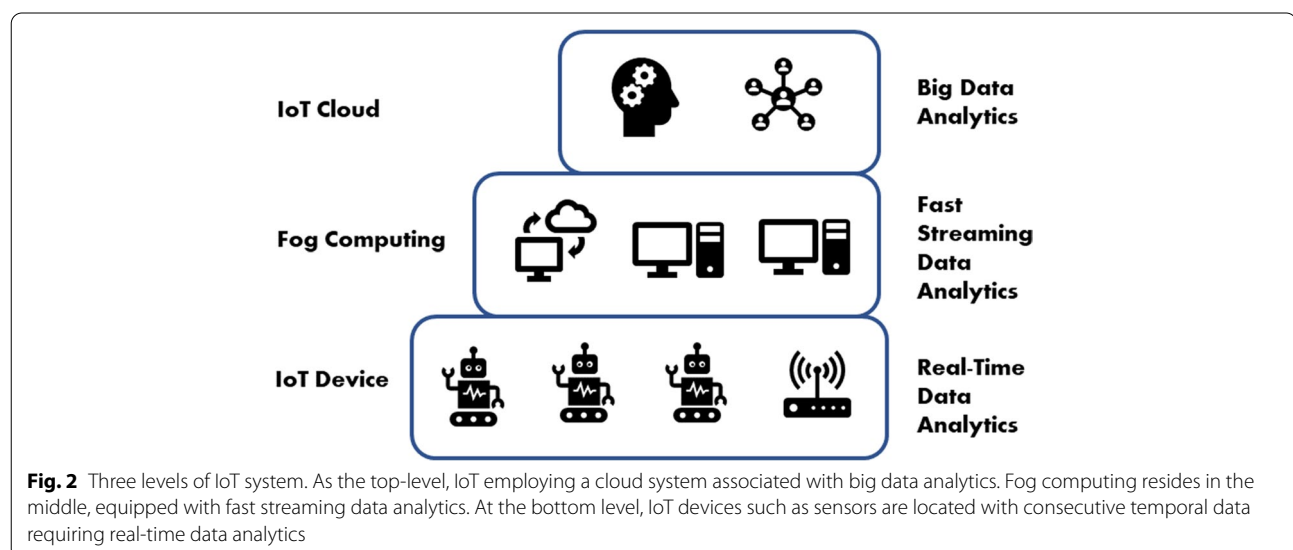 IoT Cloud
Big Data
Analytics
Fog Computing
Fast
Streaming
Data
Analytics
IoT Device
Real-Time
Data
Analytics
Fig. 2 Three levels of IoT system. As the top-level, IoT employing a cloud system associated with big data analytics. Fog computing resides in the
middle, equipped with fast streaming data analytics. At the bottom level, IoT devices such as sensors are located with consecutive temporal data
requiring real-time data analytics